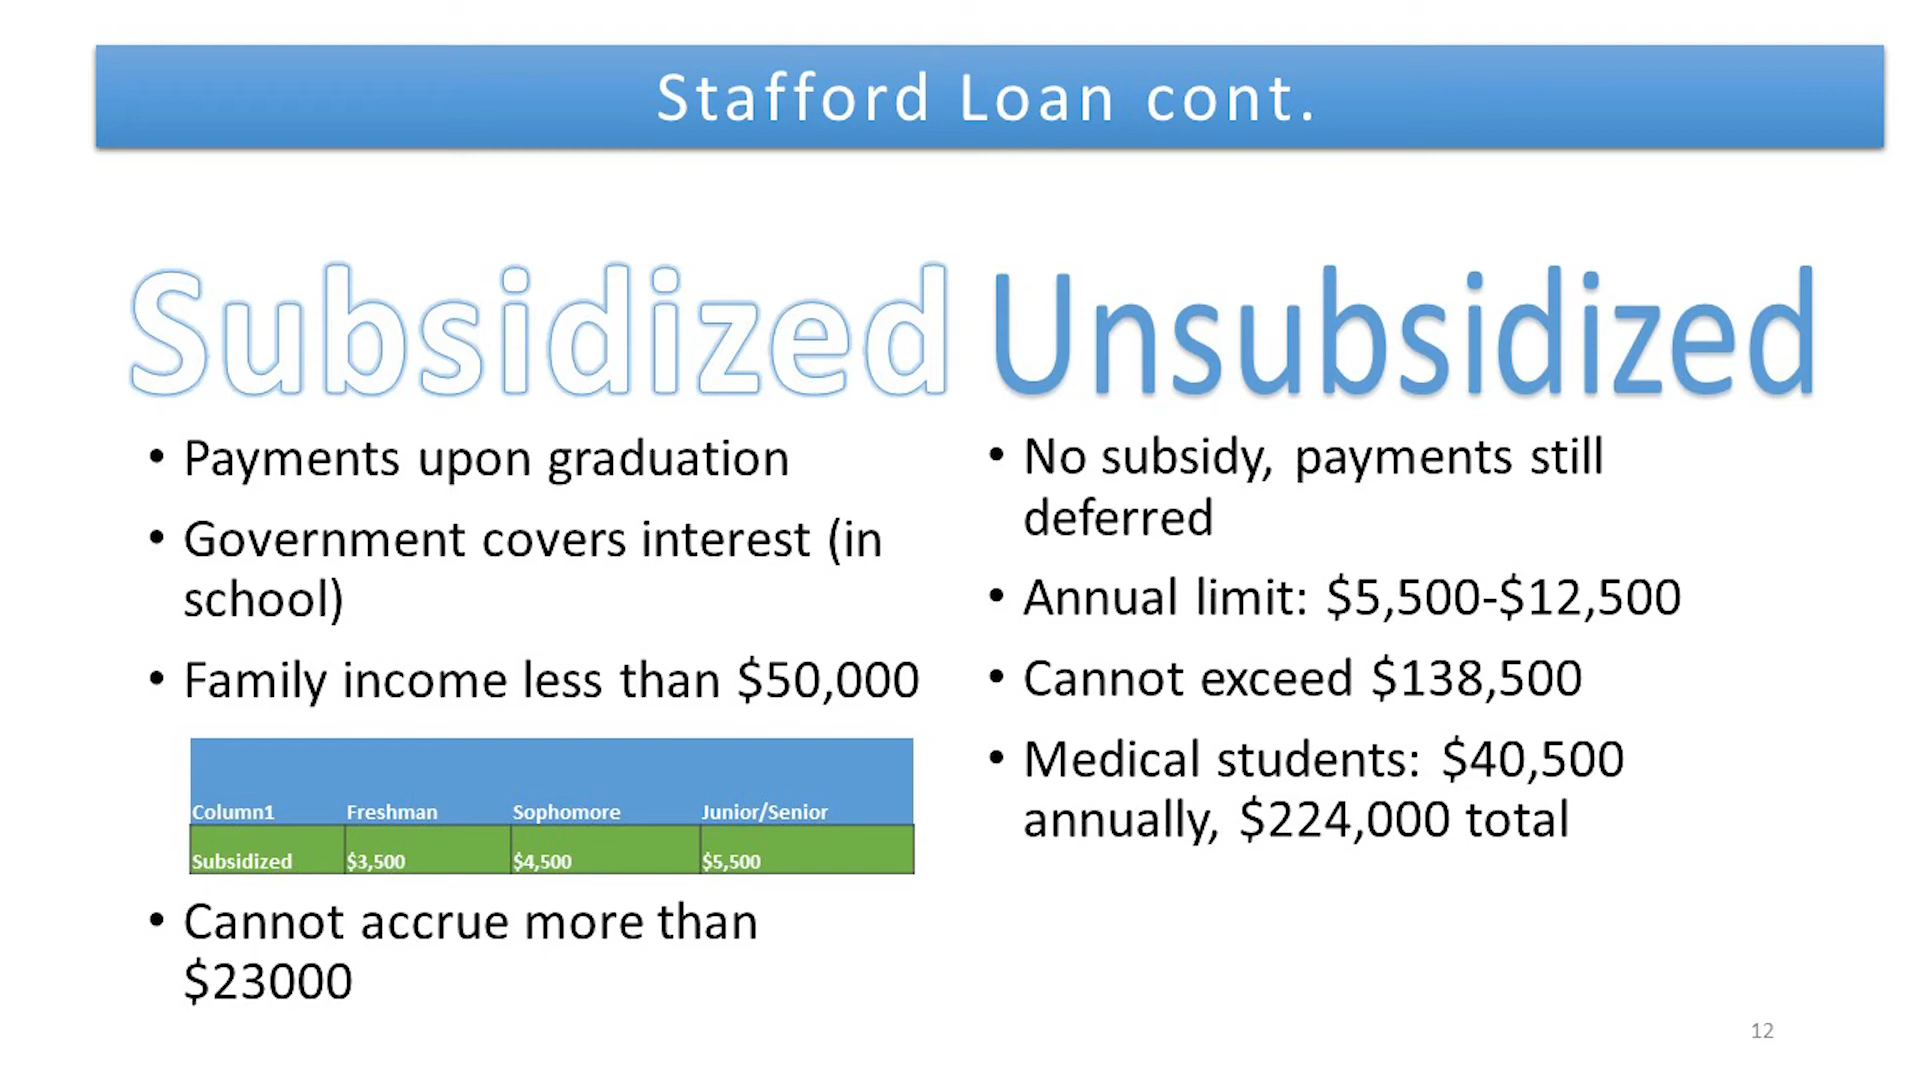 Stafford Loan cont.
Subsidized
• Payments upon graduation
• Government covers interest (in
school)
• Family income less than $50,000
Column1 Freshman Sophomore Junior/Senior
Subsidized $3,500 $4,500 $5,500
• Cannot accrue more than
$23000
Unsubsidized
• No subsidy, payments still
deferred
• Annual limit: $5,500-$12,500
• Cannot exceed $138,500
• Medical students: $40,500
annually, $224,000 total
12